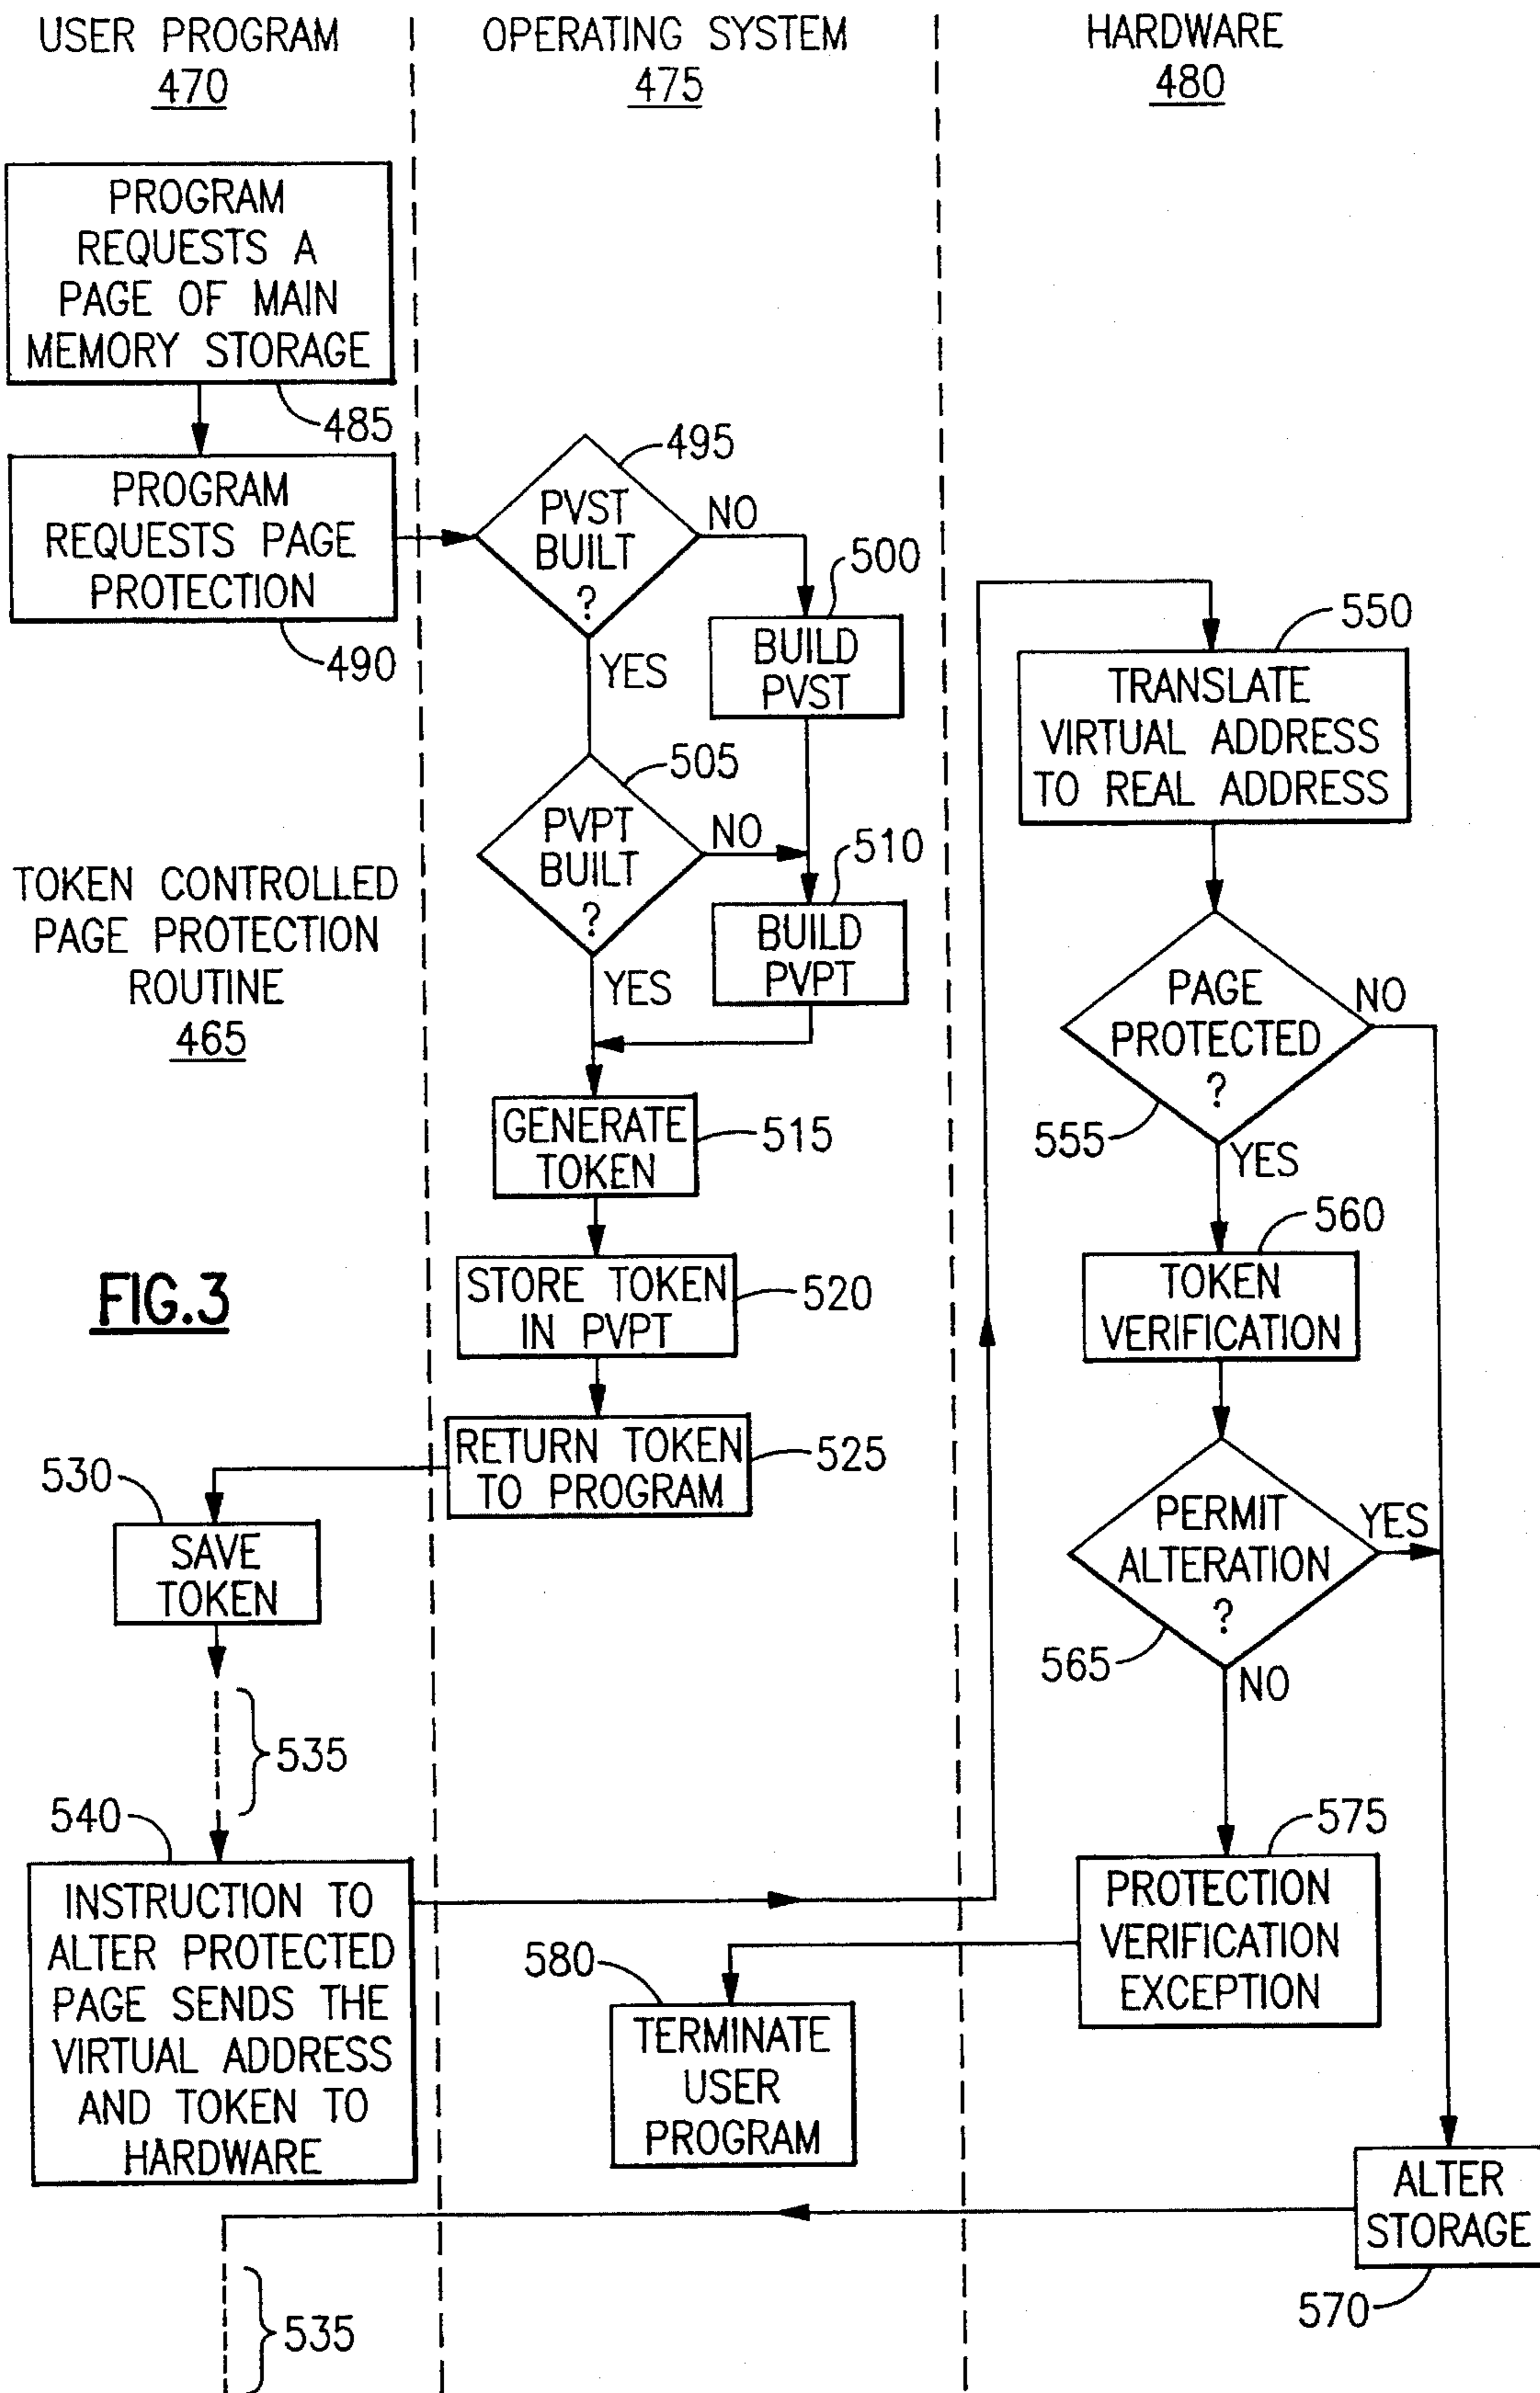 USER PROGRAM
470
OPERATING SYSTEM
475
HARDWARE
480
PROGRAM
REQUESTS A
PAGE OF MAIN
MEMORY STORAGE
485
PROGRAM
REQUESTS PAGE
PROTECTION
490
495
PVST
BUILT
?
NO
YES
500
BUILD
PVST
505
PVPT
BUILT
?
NO
YES
510
BUILD
PVPT
TOKEN CONTROLLED
PAGE PROTECTION
ROUTINE
465
GENERATE
TOKEN
515
STORE TOKEN
IN PVPT
520
RETURN TOKEN
TO PROGRAM
525
FIG.3
530
SAVE
TOKEN
535
540
INSTRUCTION TO
ALTER PROTECTED
PAGE SENDS THE
VIRTUAL ADDRESS
AND TOKEN TO
HARDWARE
550
TRANSLATE
VIRTUAL ADDRESS
TO REAL ADDRESS
PAGE
PROTECTED
?
NO
555
YES
560
TOKEN
VERIFICATION
PERMIT
ALTERATION
?
YES
565
NO
575
PROTECTION
VERIFICATION
EXCEPTION
580
TERMINATE
USER
PROGRAM
ALTER
STORAGE
570
535